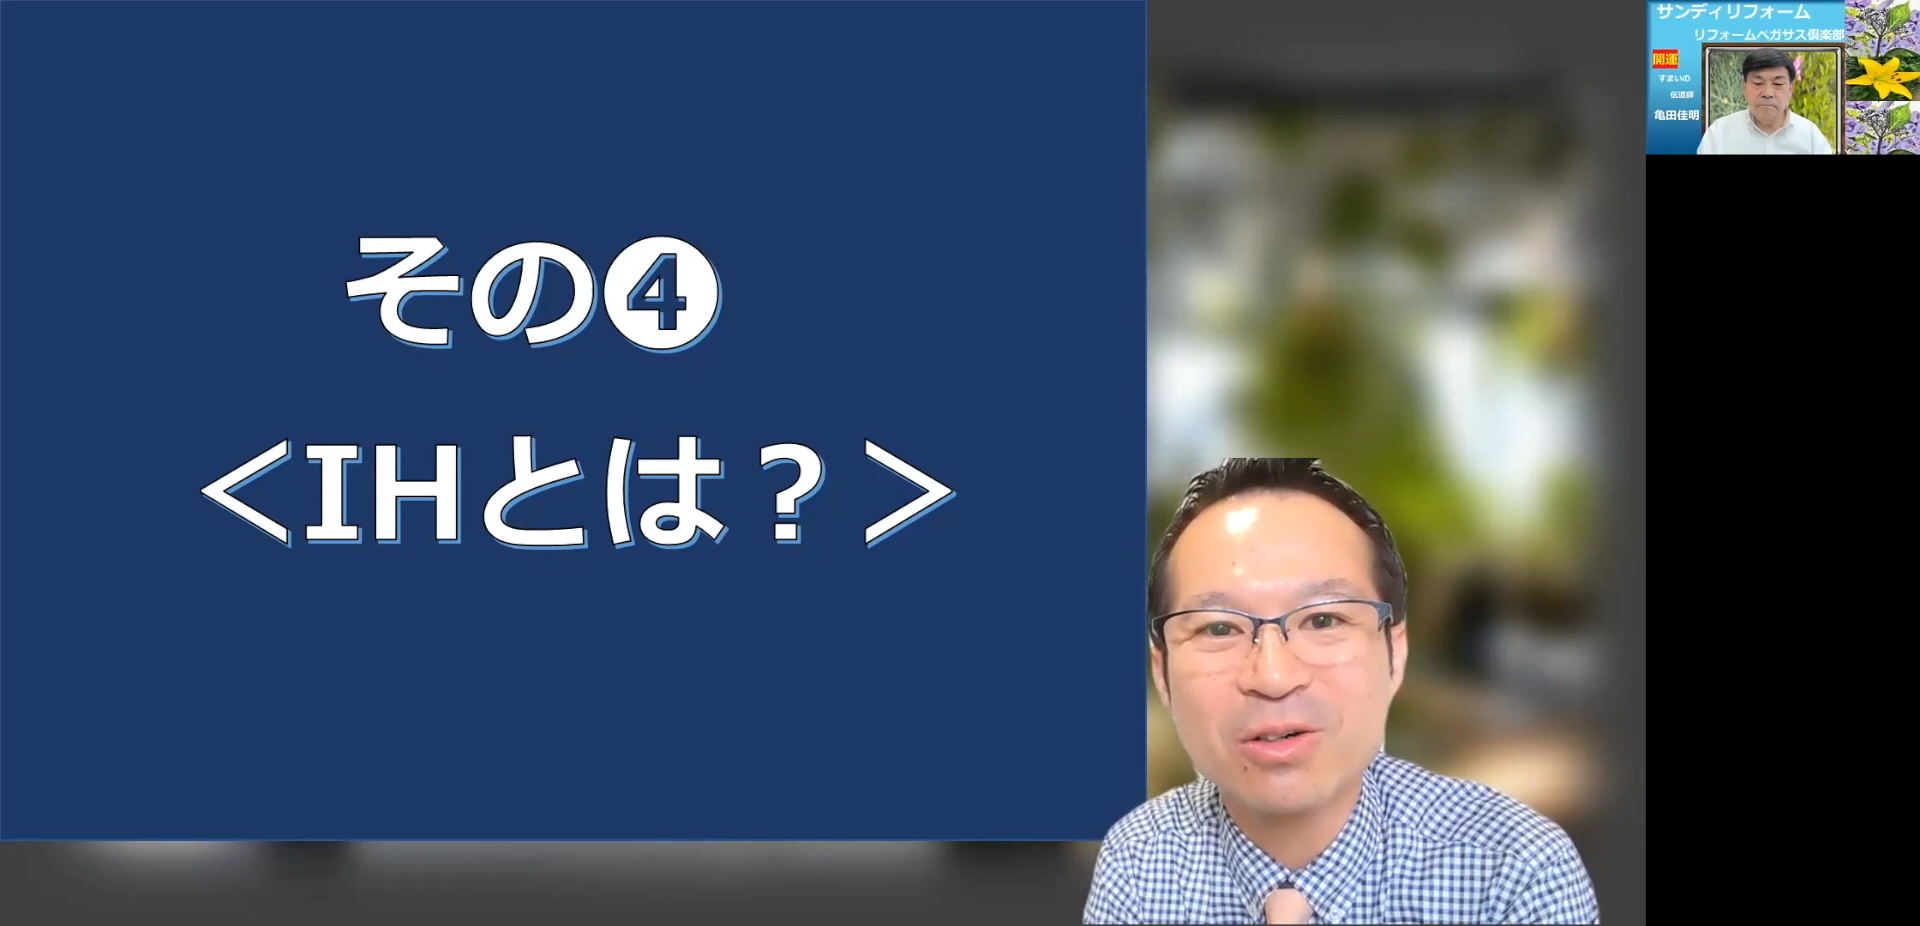 その❹
＜IHとは？＞
サンディリフォーム
リフォームペガサス倶楽部
開運
すまいの
伝道師
亀田佳明